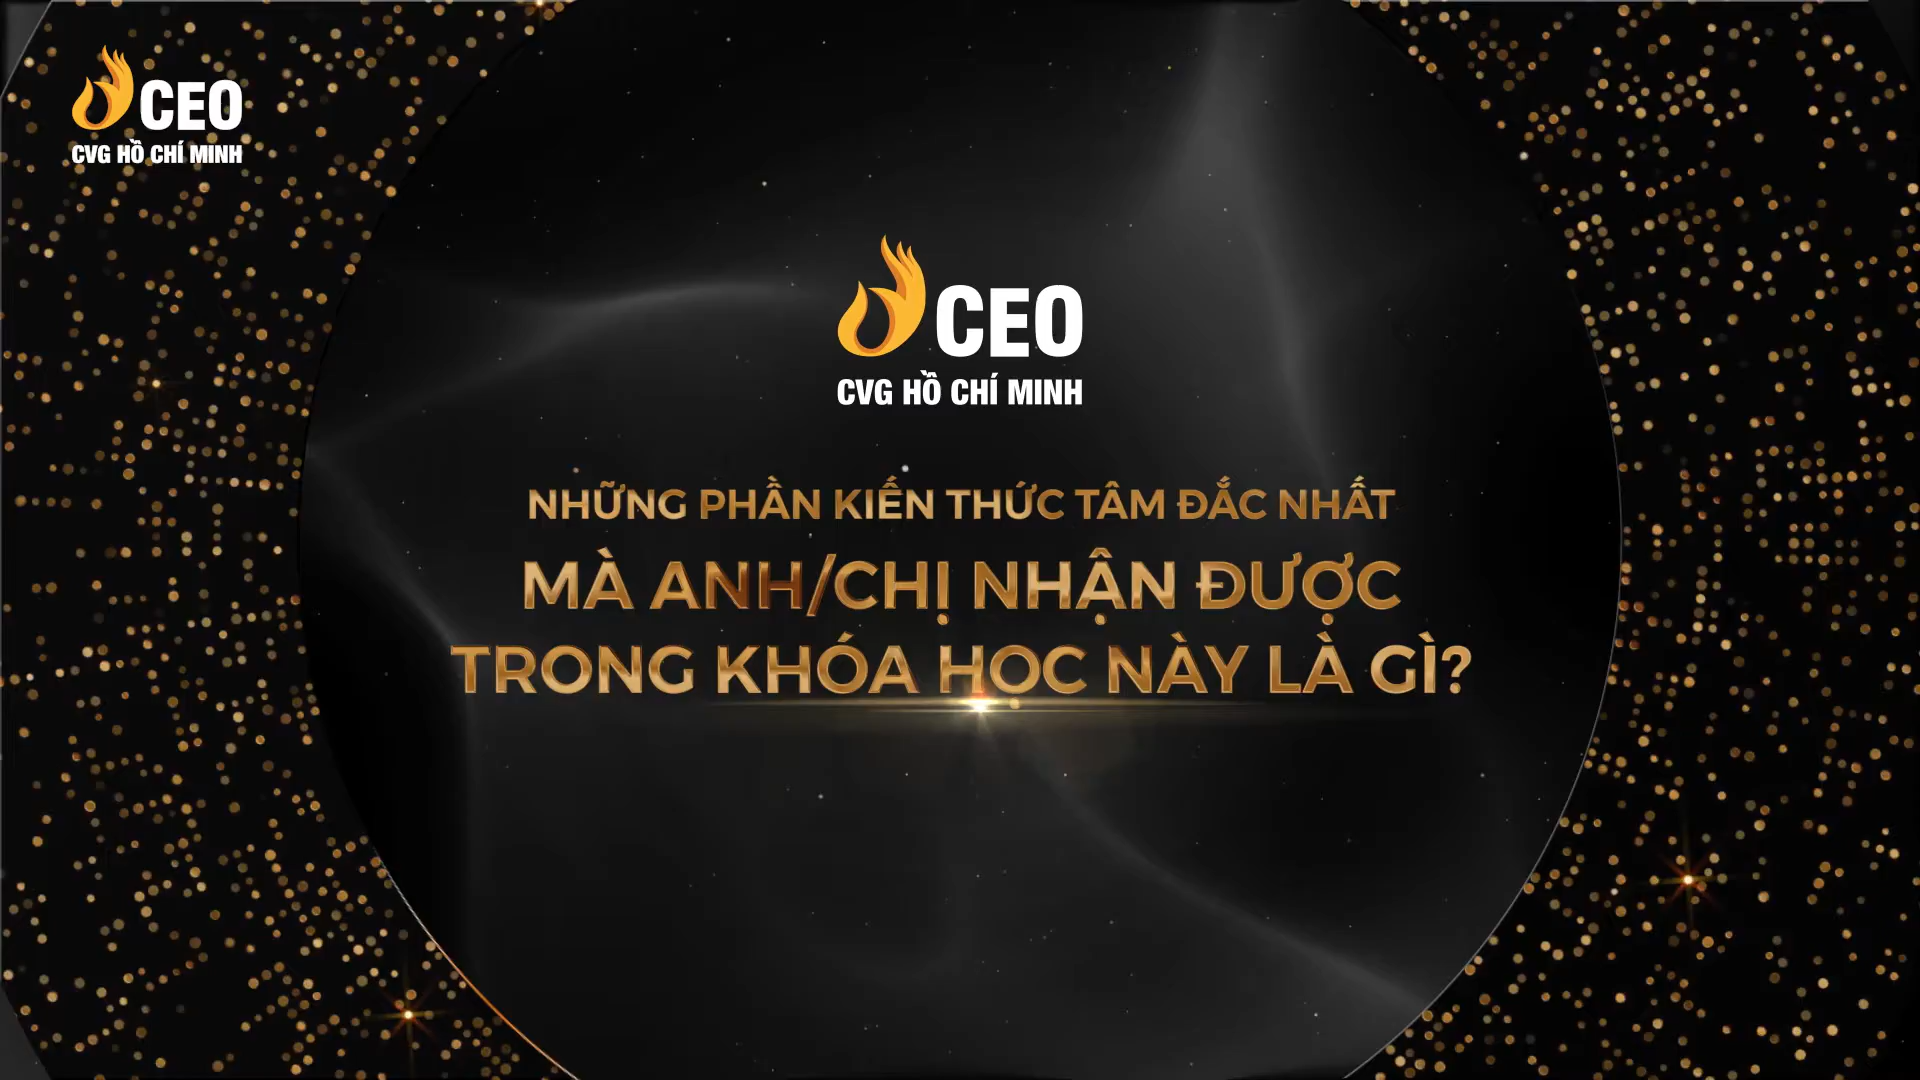 CEO
CVG HỒ CHÍ MINH
CEO
CVG HỒ CHÍ MINH
NHỮNG PHẦN KIẾN THỨC TÂM ĐẮC NHẤT
MÀ ANH/CHỊ NHẬN ĐƯỢC
TRONG KHÓA HỌC NÀY LÀ GÌ?